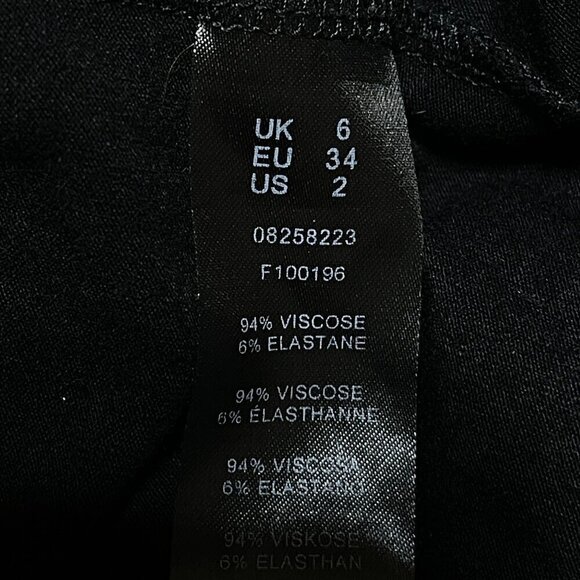 UK 6
EU 34
US 2
08258223
F100196
94% VISCOSE
6% ELASTANE
94% VISCOSE
6% ÉLASTHANNE
94% VISCOSA
6% ELASTANO
94% VISKOSE
6% ELASTHAN